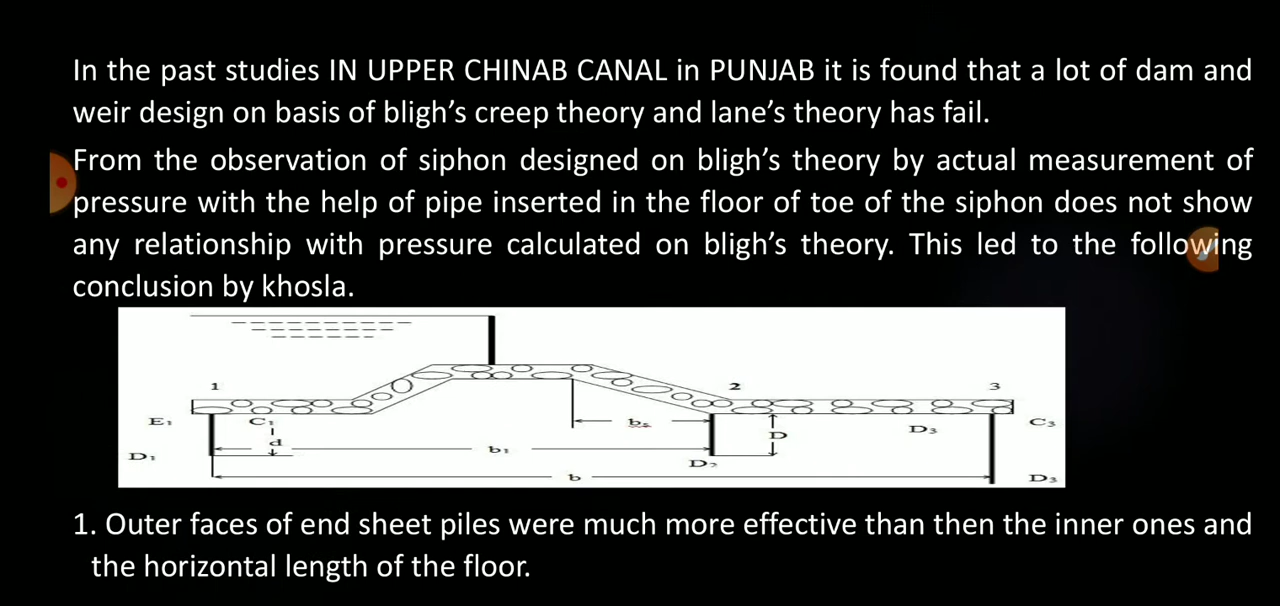 In the past studies IN UPPER CHINAB CANAL in PUNJAB it is found that a lot of dam and
weir design on basis of bligh’s creep theory and lane’s theory has fail.
From the observation of siphon designed on bligh’s theory by actual measurement of
pressure with the help of pipe inserted in the floor of toe of the siphon does not show
any relationship with pressure calculated on bligh’s theory. This led to the following
conclusion by khosla.
1 2 3
E₁ C₁ bₛ D₃ C₃
d D
D₁ b₁ D₂
b D₃
1. Outer faces of end sheet piles were much more effective than then the inner ones and
the horizontal length of the floor.